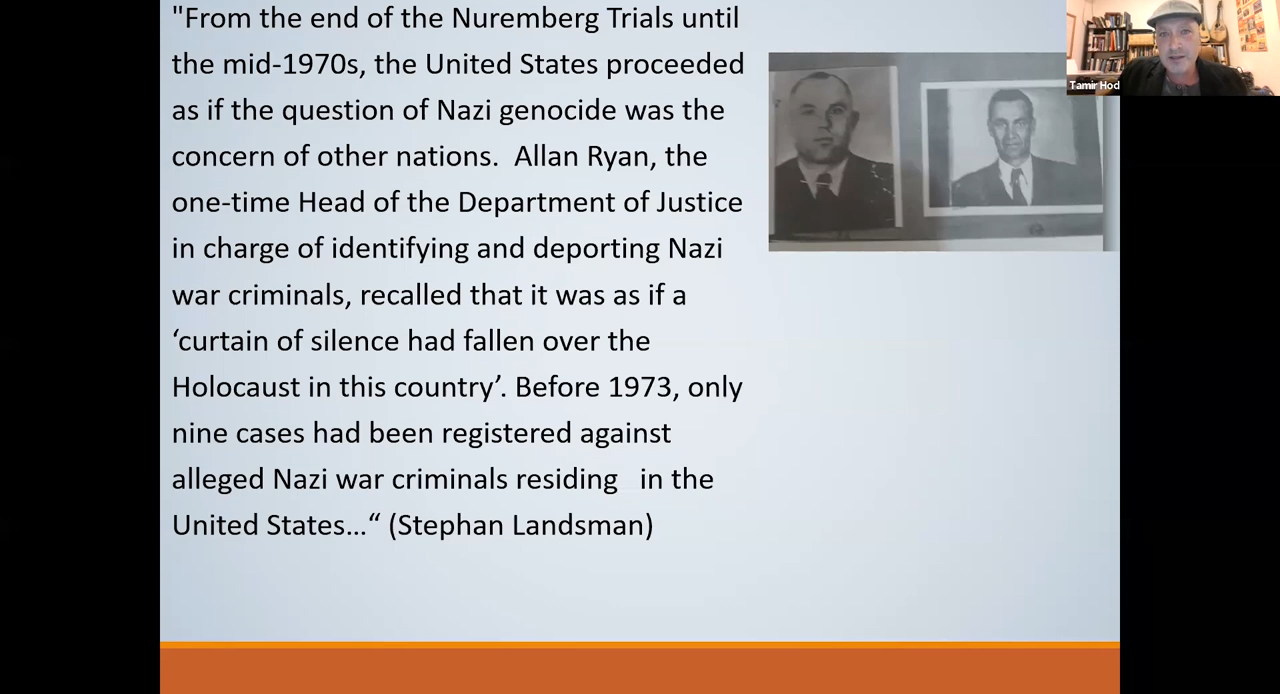 "From the end of the Nuremberg Trials until
the mid-1970s, the United States proceeded
as if the question of Nazi genocide was the
concern of other nations.  Allan Ryan, the
one-time Head of the Department of Justice
in charge of identifying and deporting Nazi
war criminals, recalled that it was as if a
‘curtain of silence had fallen over the
Holocaust in this country’. Before 1973, only
nine cases had been registered against
alleged Nazi war criminals residing   in the
United States…“ (Stephan Landsman)
Tamir Hod